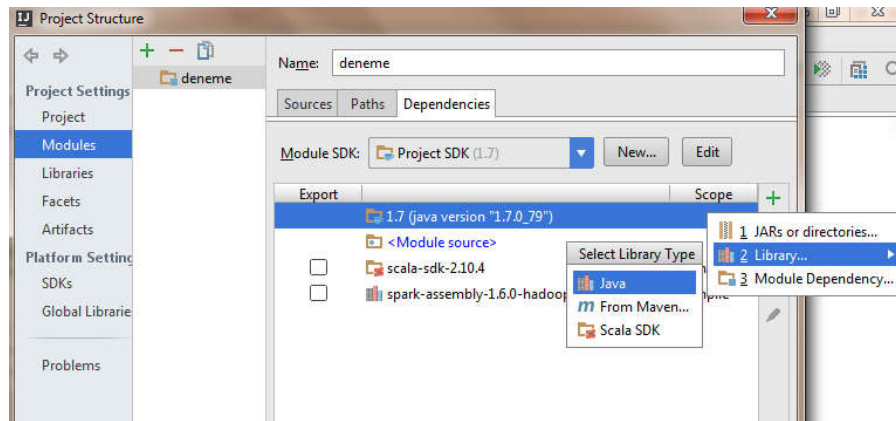 Project Structure
deneme
Name: deneme
Project Settings
Project
Modules
Libraries
Facets
Artifacts
Platform Setting
SDKs
Global Librarie
Problems
Sources Paths Dependencies
Module SDK: Project SDK (1.7) New... Edit
Export Scope
1.7 (java version "1.7.0_79")
<Module source>
scala-sdk-2.10.4
spark-assembly-1.6.0-hadoop
Select Library Type
Java
From Maven...
Scala SDK
1 JARs or directories...
2 Library...
3 Module Dependency...